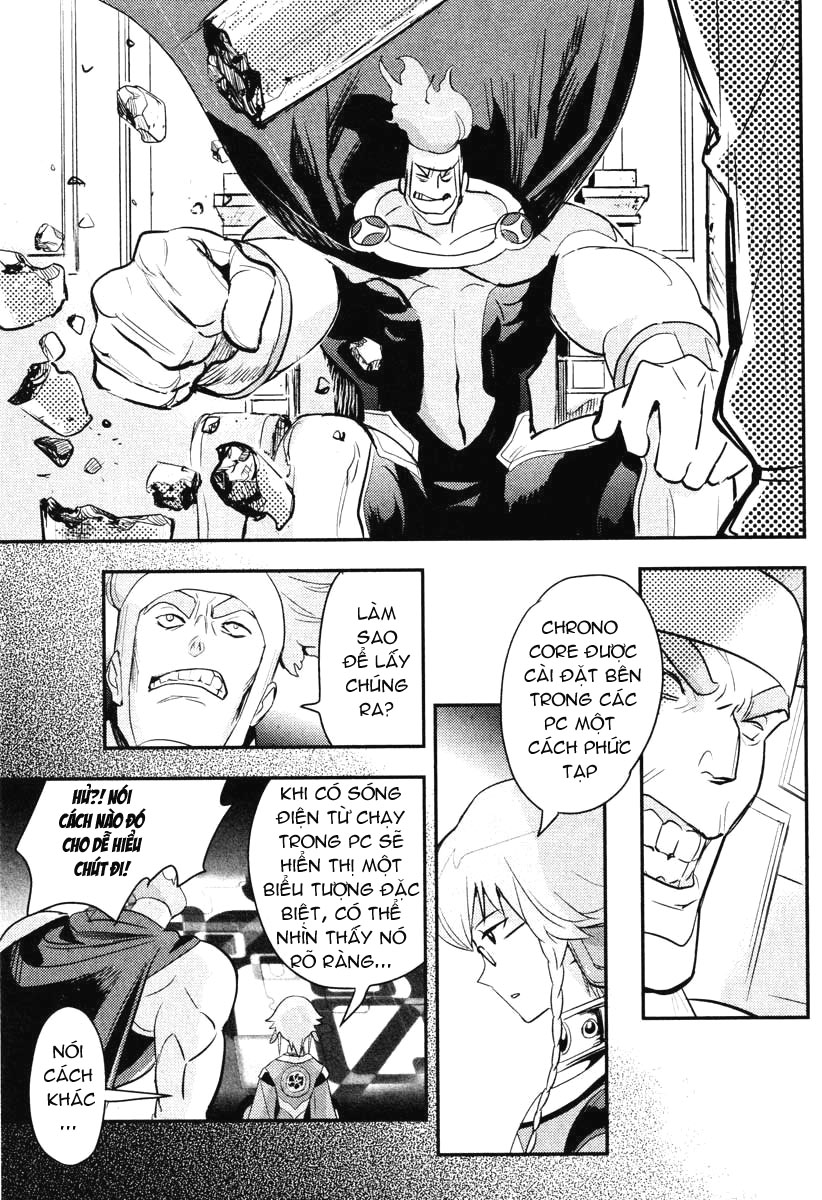 CHRONO
CORE ĐƯỢC
CÀI ĐẶT BÊN
TRONG CÁC
PC MỘT
CÁCH PHỨC
TẠP
LÀM
SAO
ĐỂ LẤY
CHÚNG
RA?
KHI CÓ SÓNG
ĐIỆN TỪ CHẠY
TRONG PC SẼ
HIỂN THỊ MỘT
BIỂU TƯỢNG ĐẶC
BIỆT, CÓ THỂ
NHÌN THẤY NÓ
RÕ RÀNG...
HỬ?! NÓI
CÁCH NÀO ĐÓ
CHO DỄ HIỂU
CHÚT ĐI!
NÓI
CÁCH
KHÁC
...